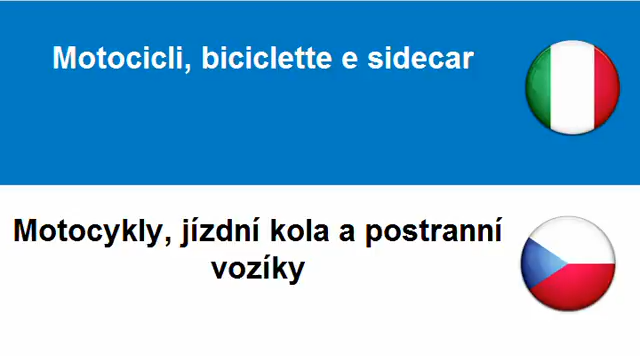 Motocicli, biciclette e sidecar
Motocykly, jízdní kola a postranní
vozíky